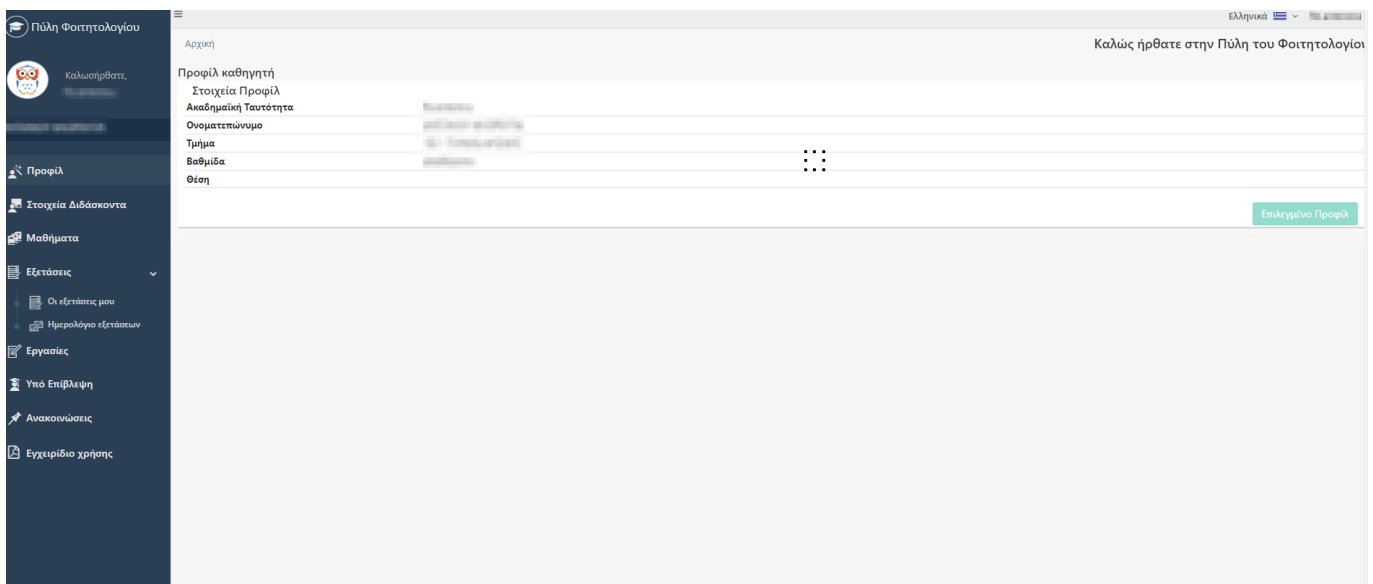 Πύλη Φοιτητολογίου
Καλωσήρθατε,
Προφίλ
Στοιχεία Διδάσκοντα
Μαθήματα
Εξετάσεις
Οι εξετάσεις μου
Ημερολόγιο εξετάσεων
Εργασίες
Υπό Επίβλεψη
Ανακοινώσεις
Εγχειρίδιο χρήσης
Ελληνικά
Αρχική
Καλώς ήρθατε στην Πύλη του Φοιτητολογίου
Προφίλ καθηγητή
Στοιχεία Προφίλ
Ακαδημαϊκή Ταυτότητα
Ονοματεπώνυμο
Τμήμα
Βαθμίδα
Θέση
Επιλεγμένο Προφίλ